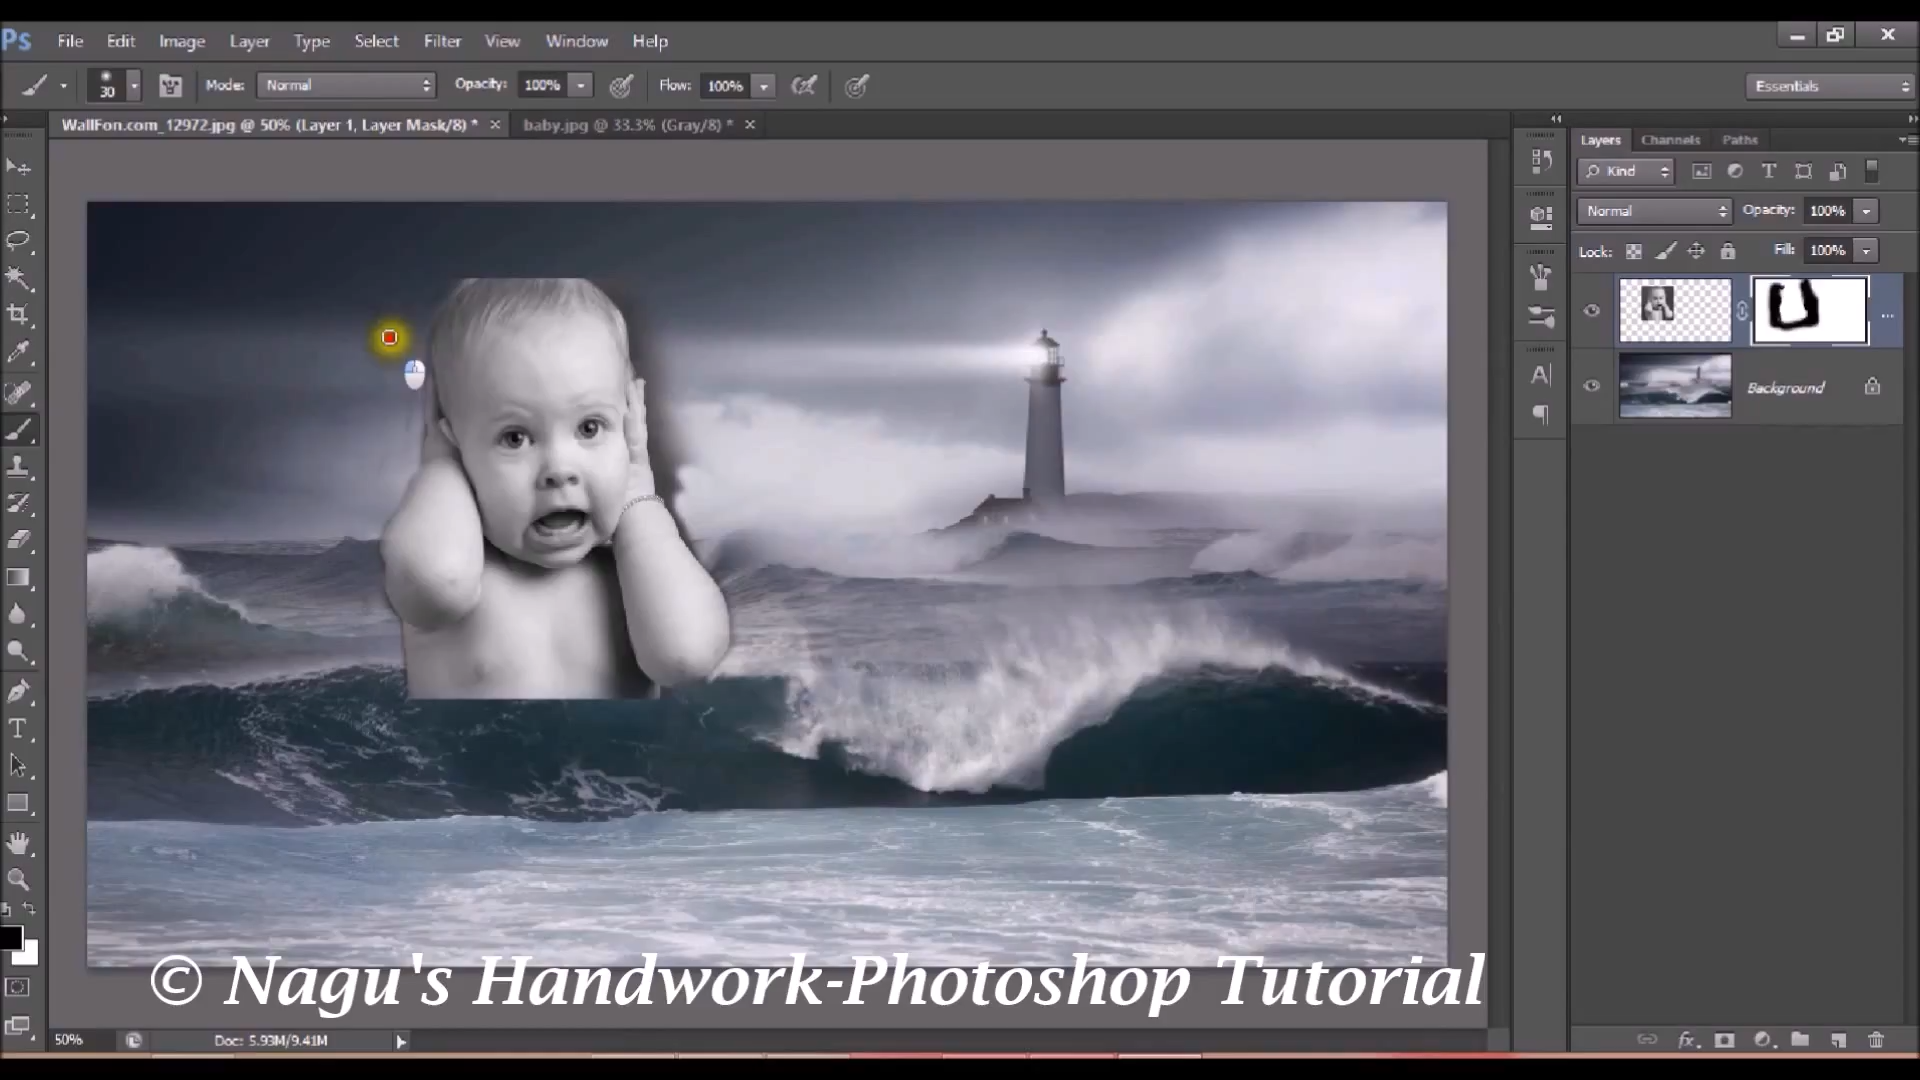 Ps File Edit Image Layer Type Select Filter View Window Help
30 Mode: Normal Opacity: 100% Flow: 100% Essentials
WallFon.com_12972.jpg @ 50% (Layer 1, Layer Mask/8) * × baby.jpg @ 33.3% (Gray/8) * ×
Layers Channels Paths
Kind
Normal Opacity: 100%
Lock: Fill: 100%
Background
© Nagu's Handwork-Photoshop Tutorial
50% Doc: 5.93M/9.41M